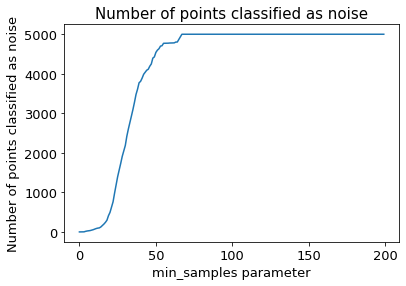 Number of points classified as noise
Number of points classified as noise
5000
4000
3000
2000
1000
0
0 50 100 150 200
min_samples parameter